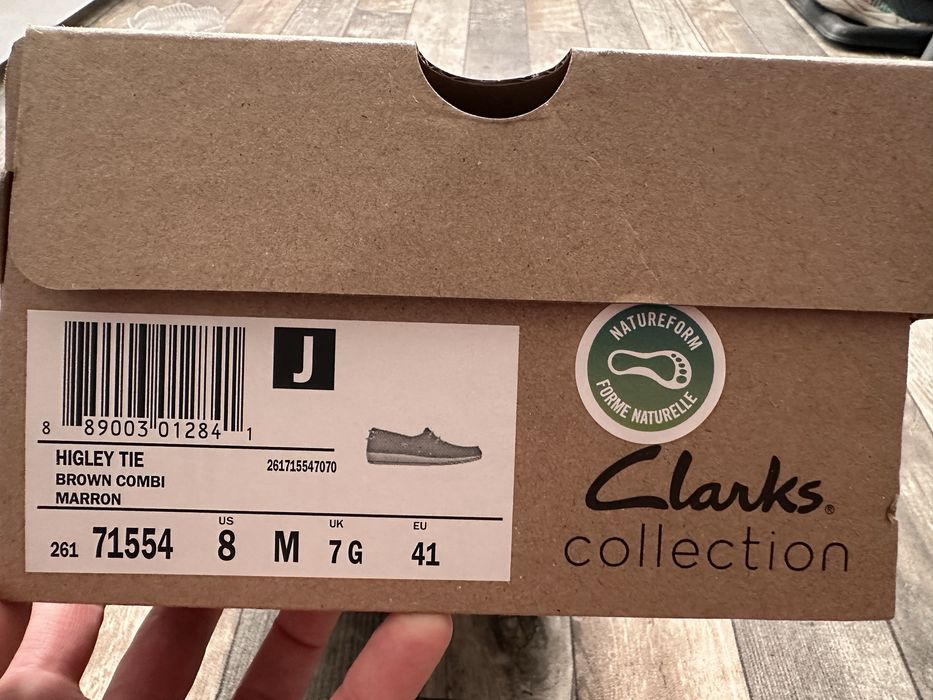 8 89003 01284 1
J
HIGLEY TIE
261715547070
BROWN COMBI
MARRON
US
UK
EU
261 71554 8 M 7 G 41
NATUREFORM
FORME NATURELLE
Clarks®
collection